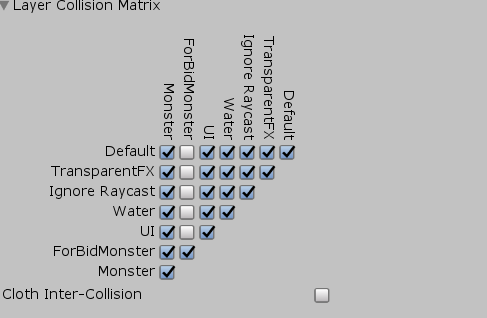 Layer Collision Matrix
Monster
ForBidMonster
UI
Water
Ignore Raycast
TransparentFX
Default
Default
TransparentFX
Ignore Raycast
Water
UI
ForBidMonster
Monster
Cloth Inter-Collision